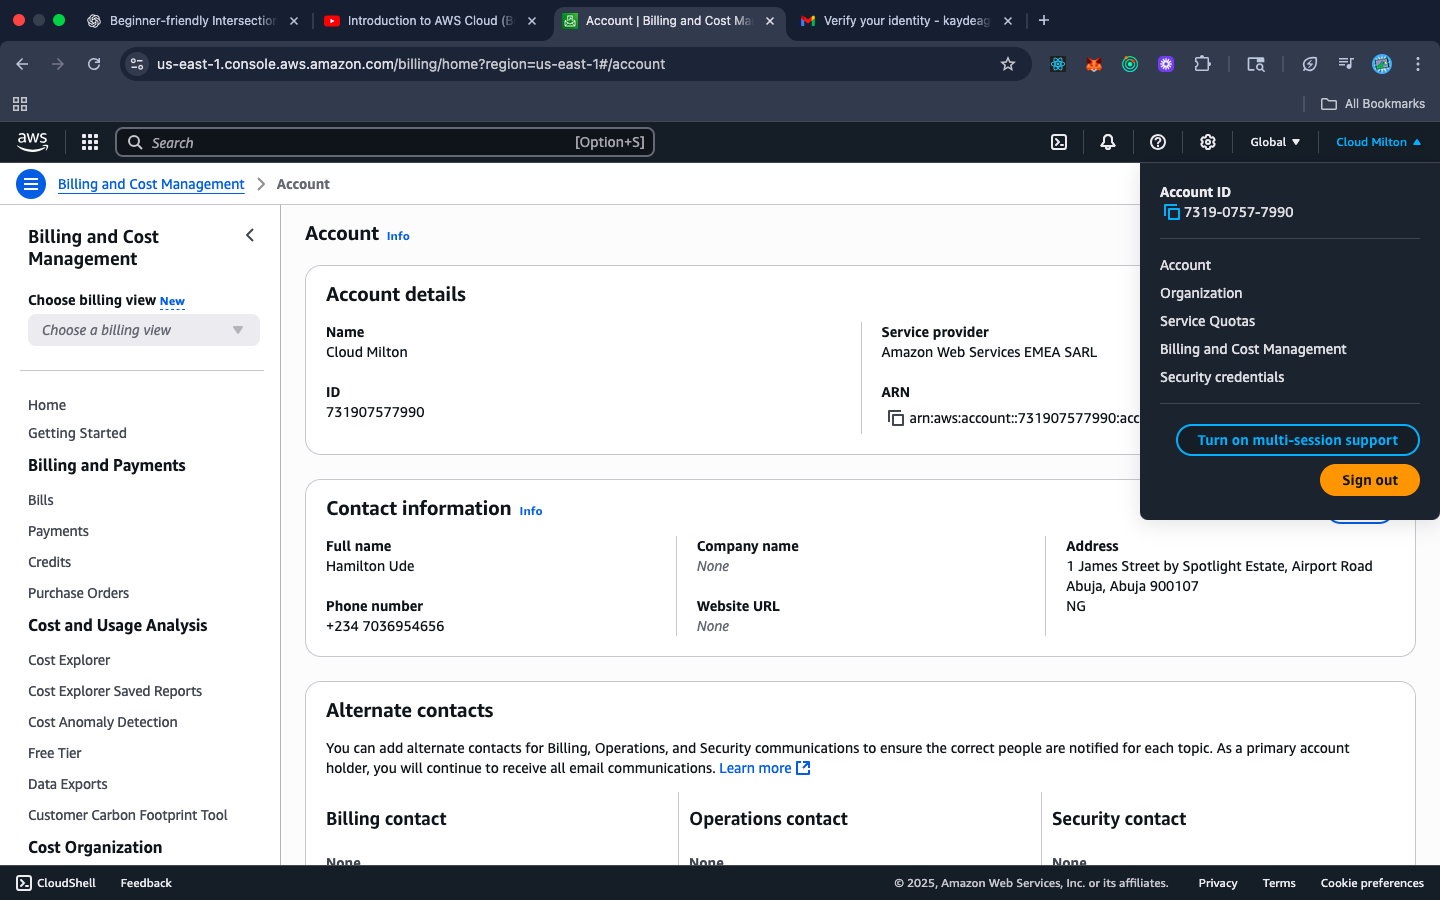 Beginner-friendly Intersection
Introduction to AWS Cloud (B
Account | Billing and Cost Ma
Verify your identity - kaydeag
us-east-1.console.aws.amazon.com/billing/home?region=us-east-1#/account
All Bookmarks
aws
Search
[Option+S]
Global
Cloud Milton
Billing and Cost Management
Account
Account ID
7319-0757-7990
Account
Organization
Service Quotas
Billing and Cost Management
Security credentials
Turn on multi-session support
Sign out
Billing and Cost
Management
Choose billing view New
Choose a billing view
Home
Getting Started
Billing and Payments
Bills
Payments
Credits
Purchase Orders
Cost and Usage Analysis
Cost Explorer
Cost Explorer Saved Reports
Cost Anomaly Detection
Free Tier
Data Exports
Customer Carbon Footprint Tool
Cost Organization
Account Info
Account details
Name
Cloud Milton
ID
731907577990
Service provider
Amazon Web Services EMEA SARL
ARN
arn:aws:account::731907577990:acc
Contact information Info
Full name
Hamilton Ude
Phone number
+234 7036954656
Company name
None
Website URL
None
Address
1 James Street by Spotlight Estate, Airport Road
Abuja, Abuja 900107
NG
Alternate contacts
You can add alternate contacts for Billing, Operations, and Security communications to ensure the correct people are notified for each topic. As a primary account
holder, you will continue to receive all email communications. Learn more
Billing contact
None
Operations contact
None
Security contact
None
CloudShell
Feedback
© 2025, Amazon Web Services, Inc. or its affiliates.
Privacy
Terms
Cookie preferences